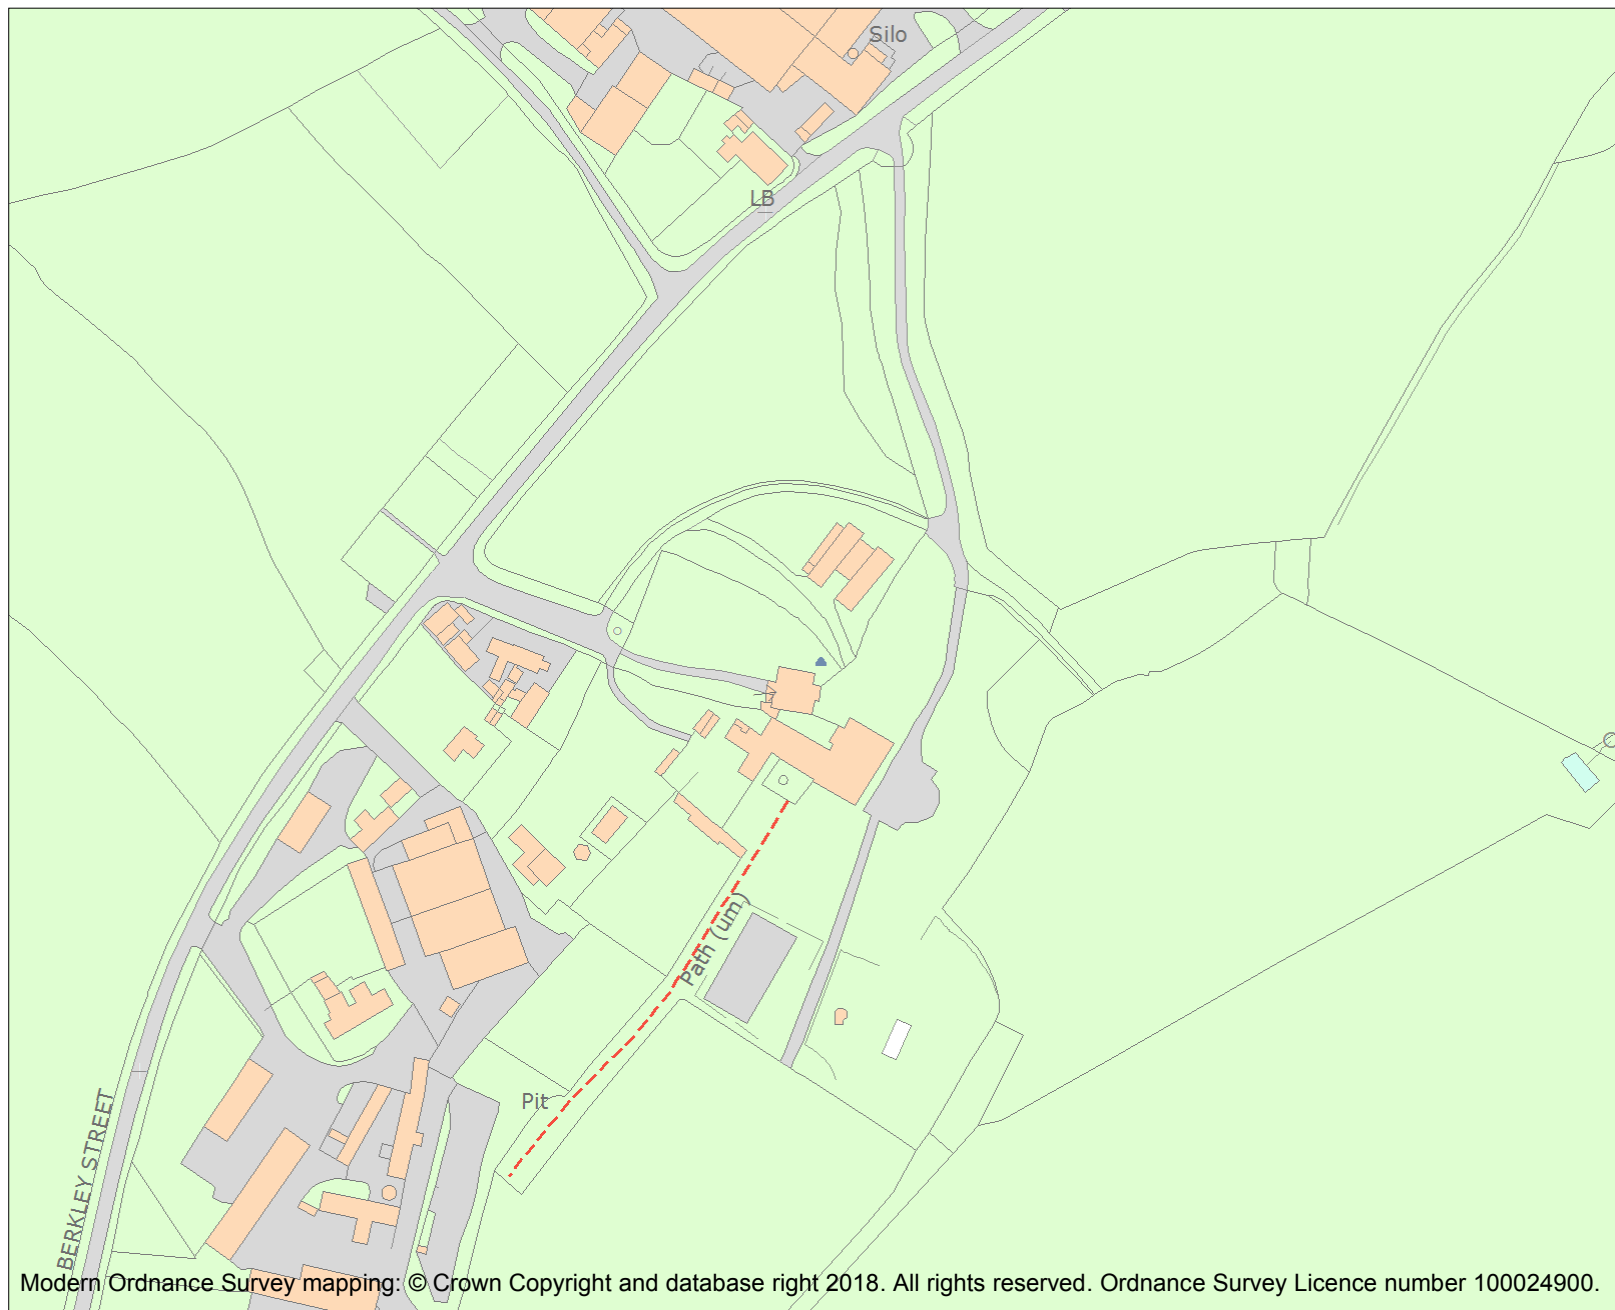 Silo
LB
Path (um)
Pit
BERKLEY STREET
Modern Ordnance Survey mapping: © Crown Copyright and database right 2018. All rights reserved. Ordnance Survey Licence number 100024900.